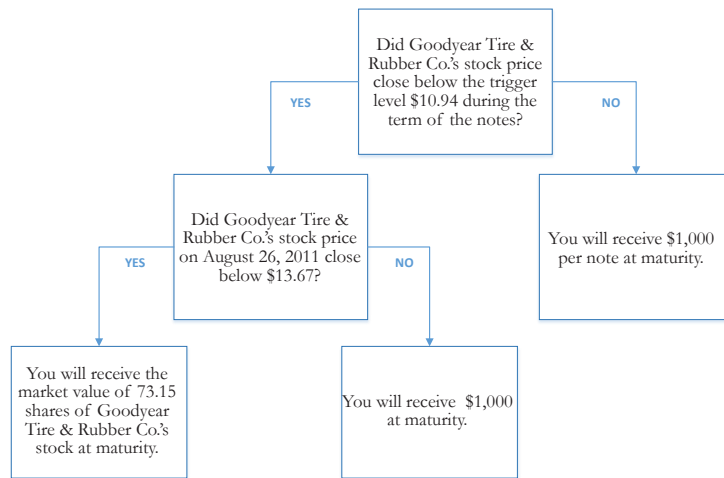 Did Goodyear Tire &
Rubber Co.'s stock price
close below the trigger
level $10.94 during the
term of the notes?
YES
NO
Did Goodyear Tire &
Rubber Co.'s stock price
on August 26, 2011 close
below $13.67?
You will receive $1,000
per note at maturity.
YES
NO
You will receive the
market value of 73.15
shares of Goodyear
Tire & Rubber Co.'s
stock at maturity.
You will receive  $1,000
at maturity.